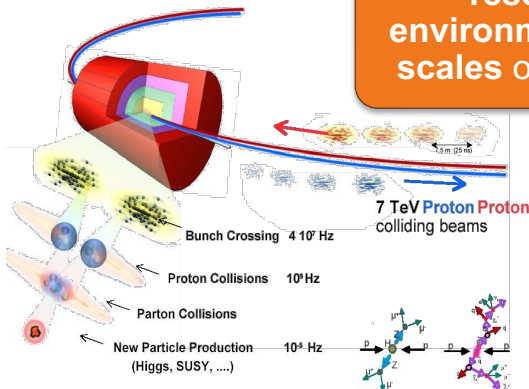 environm
scales o
7,5 m (25 ns)
7 TeV Proton Proton
colliding beams
Bunch Crossing 4 10⁷ Hz
Proton Collisions 10⁹ Hz
Parton Collisions
New Particle Production 10⁻⁵ Hz
(Higgs, SUSY, ....)
p H p
μ⁺
μ⁻
Z
p p
q
q